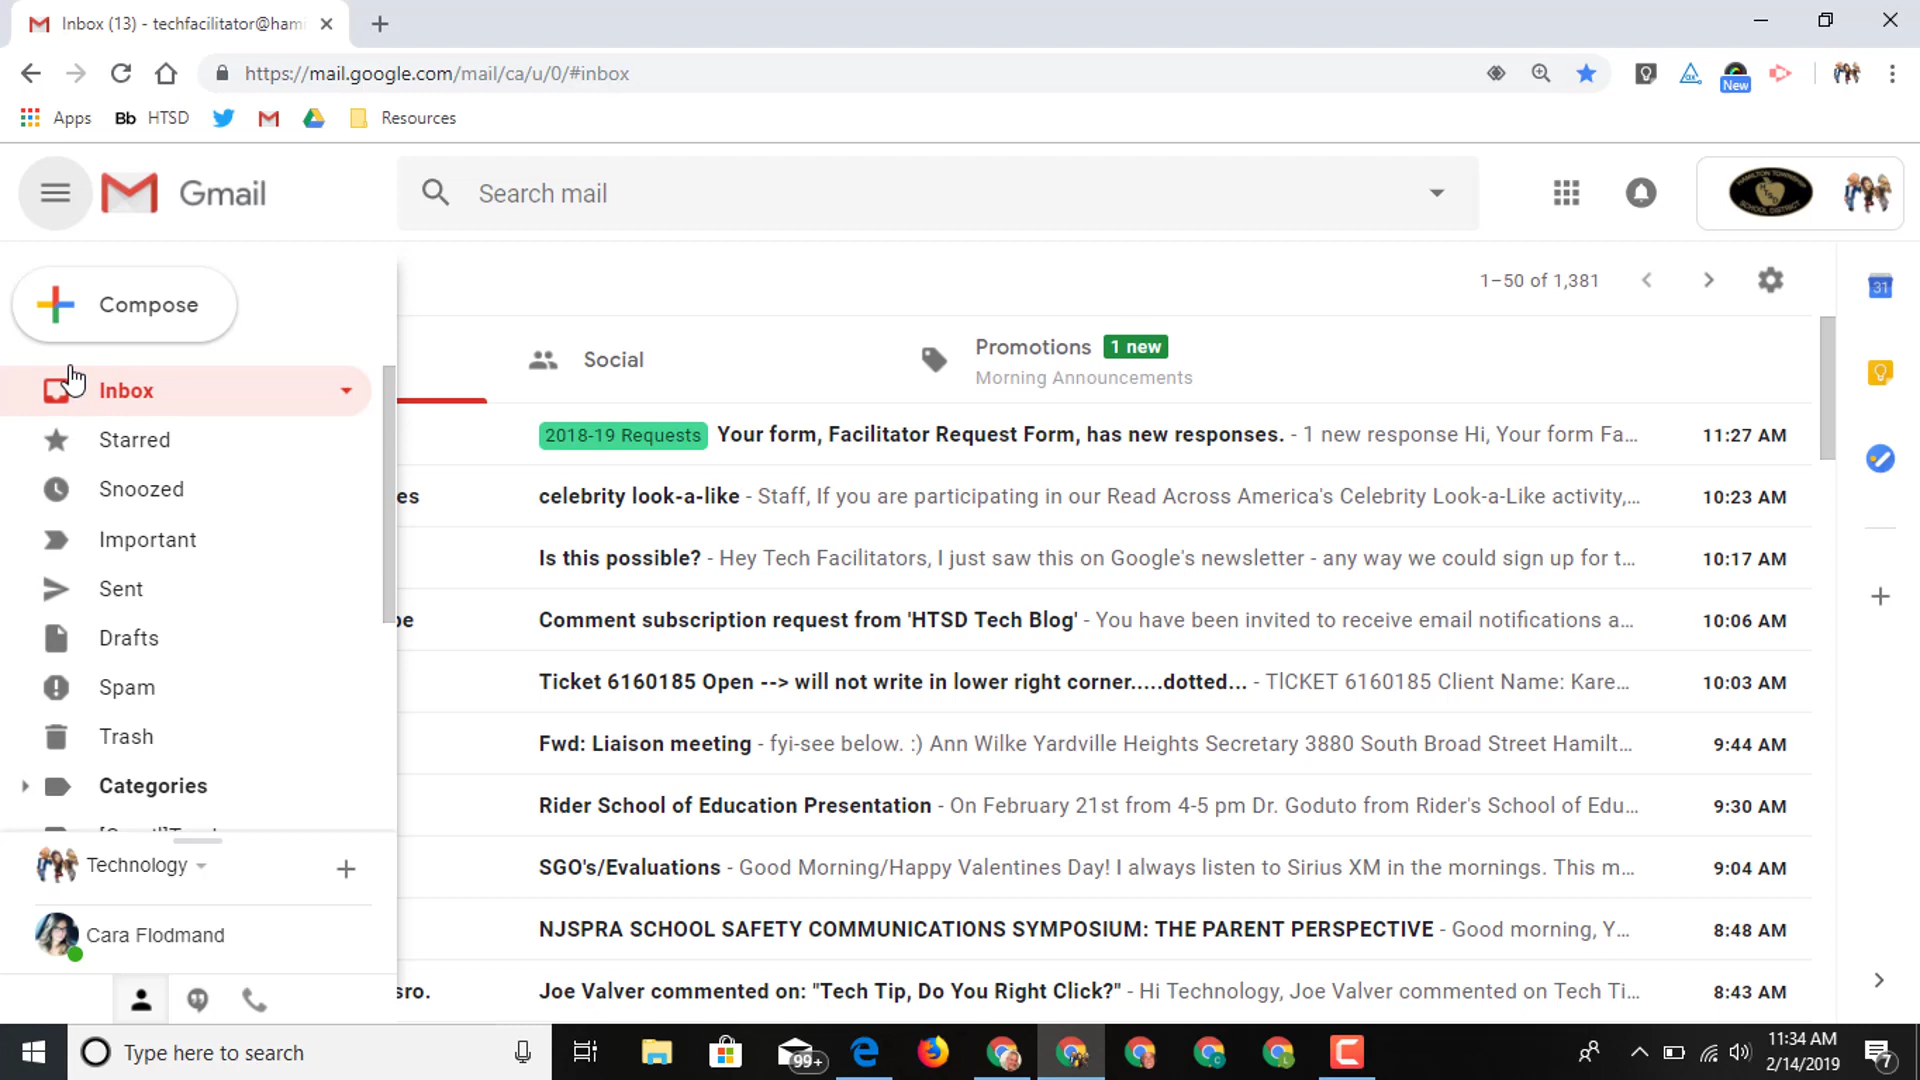 Inbox (13) - techfacilitator@ham
https://mail.google.com/mail/ca/u/0/#inbox
New
Apps
Bb HTSD
Resources
Gmail
Search mail
HAMILTON TOWNSHIP
HTSD
SCHOOL DISTRICT
Compose
1–50 of 1,381
31
Social
Promotions 1 new
Morning Announcements
Inbox
Starred
Snoozed
Important
Sent
Drafts
Spam
Trash
Categories
2018-19 Requests Your form, Facilitator Request Form, has new responses. - 1 new response Hi, Your form Fa... 11:27 AM
es celebrity look-a-like - Staff, If you are participating in our Read Across America's Celebrity Look-a-Like activity,... 10:23 AM
Is this possible? - Hey Tech Facilitators, I just saw this on Google's newsletter - any way we could sign up for t... 10:17 AM
pe Comment subscription request from 'HTSD Tech Blog' - You have been invited to receive email notifications a... 10:06 AM
Ticket 6160185 Open --> will not write in lower right corner.....dotted... - TICKET 6160185 Client Name: Kare... 10:03 AM
Fwd: Liaison meeting - fyi-see below. :) Ann Wilke Yardville Heights Secretary 3880 South Broad Street Hamilt... 9:44 AM
Rider School of Education Presentation - On February 21st from 4-5 pm Dr. Goduto from Rider's School of Edu... 9:30 AM
SGO's/Evaluations - Good Morning/Happy Valentines Day! I always listen to Sirius XM in the mornings. This m... 9:04 AM
NJSPRA SCHOOL SAFETY COMMUNICATIONS SYMPOSIUM: THE PARENT PERSPECTIVE - Good morning, Y... 8:48 AM
sro. Joe Valver commented on: "Tech Tip, Do You Right Click?" - Hi Technology, Joe Valver commented on Tech Ti... 8:43 AM
Technology
Cara Flodmand
Type here to search
99+
11:34 AM
2/14/2019
7